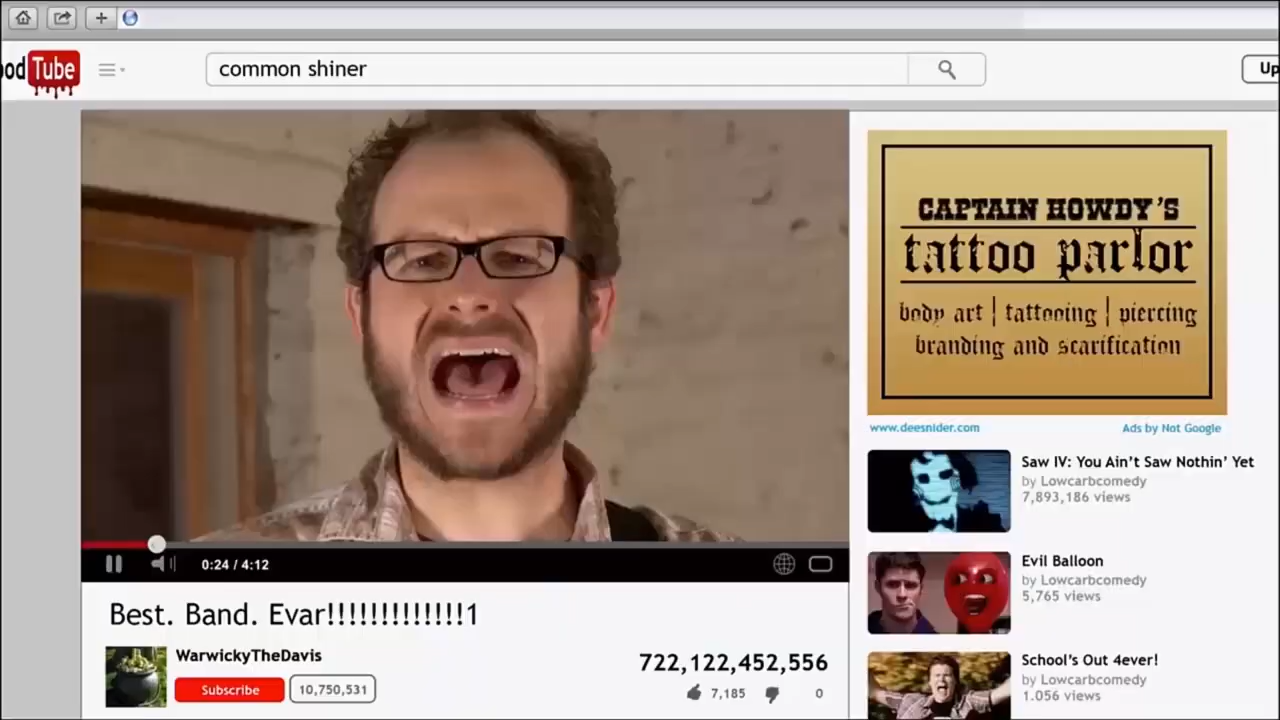 ood Tube
common shiner
Up
CAPTAIN HOWDY'S
tattoo parlor
body art | tattooing | piercing
branding and scarification
www.deesnider.com
Ads by Not Google
Saw IV: You Ain't Saw Nothin' Yet
by Lowcarbcomedy
7,893,186 views
Evil Balloon
by Lowcarbcomedy
5,765 views
School's Out 4ever!
by Lowcarbcomedy
1.056 views
0:24 / 4:12
Best. Band. Evar!!!!!!!!!!!!!1
WarwickyTheDavis
Subscribe
10,750,531
722,122,452,556
7,185
0